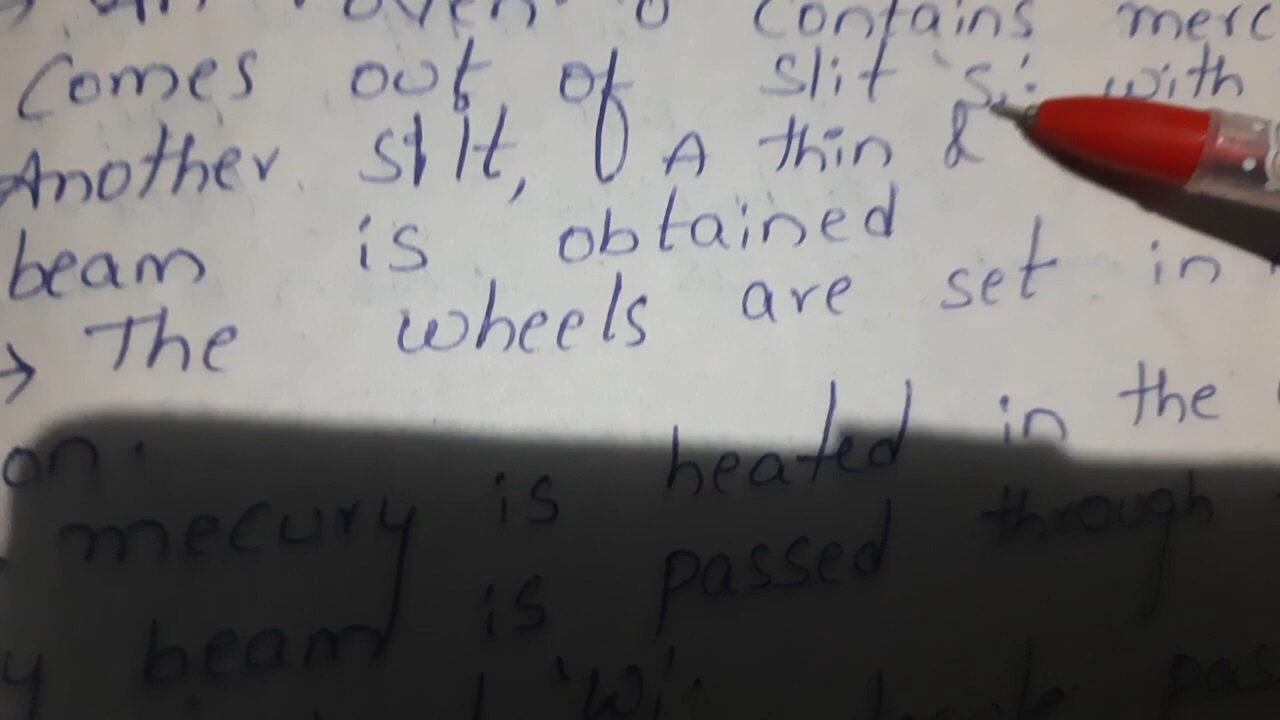 oven 'o' contains merc
Comes out of slit 'S' with
Another slit, A thin &
beam is obtained
→ The wheels are set in
on.
mecury is heated in the
y beam is passed through
'W'